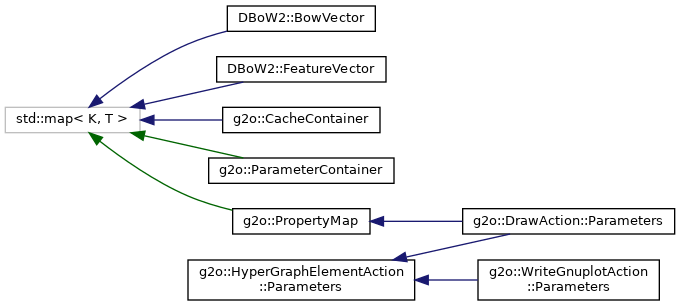 DBoW2::BowVector
DBoW2::FeatureVector
std::map< K, T >
g2o::CacheContainer
g2o::ParameterContainer
g2o::PropertyMap
g2o::DrawAction::Parameters
g2o::HyperGraphElementAction
::Parameters
g2o::WriteGnuplotAction
::Parameters